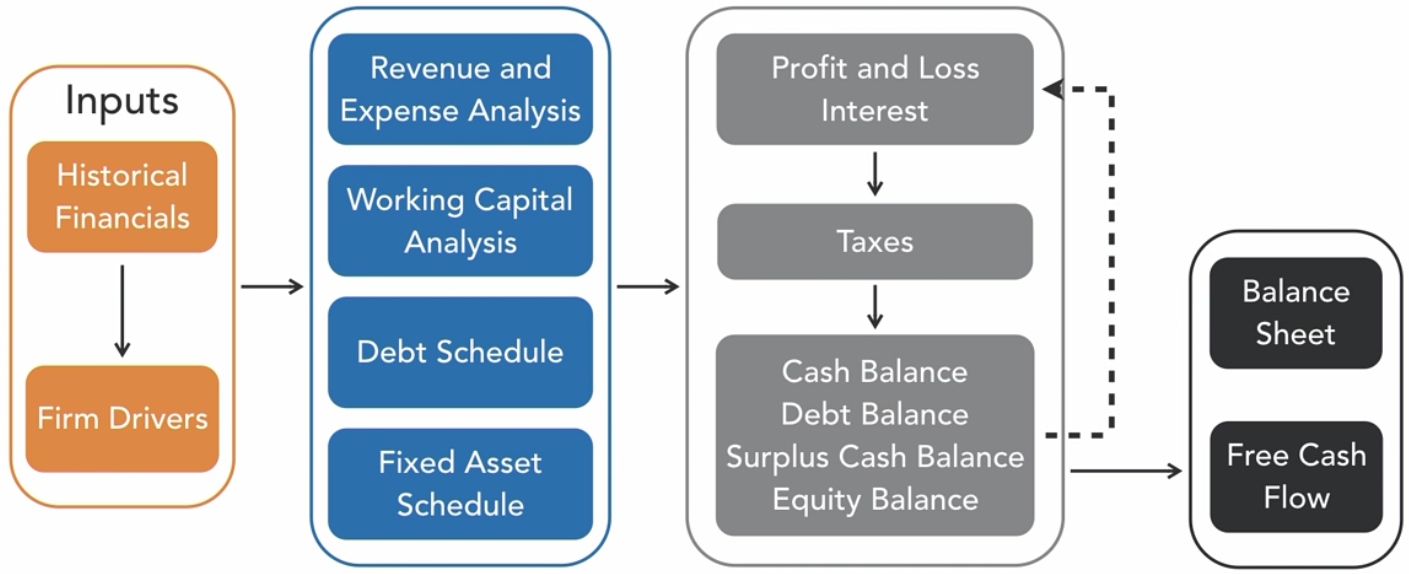 Inputs
Historical
Financials
Firm Drivers
Revenue and
Expense Analysis
Working Capital
Analysis
Debt Schedule
Fixed Asset
Schedule
Profit and Loss
Interest
Taxes
Cash Balance
Debt Balance
Surplus Cash Balance
Equity Balance
Balance
Sheet
Free Cash
Flow